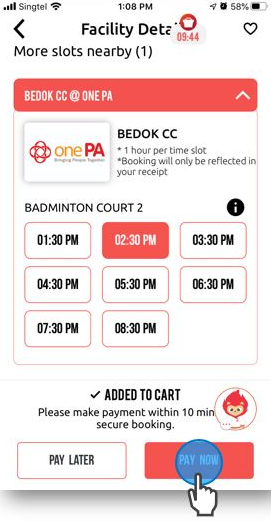 Singtel 1:08 PM 58%
Facility Deta
09:44
More slots nearby (1)
BEDOK CC @ ONE PA
onePA
Bringing People Together
BEDOK CC
* 1 hour per time slot
*Booking will only be reflected in
your receipt
BADMINTON COURT 2
01:30 PM 02:30 PM 03:30 PM
04:30 PM 05:30 PM 06:30 PM
07:30 PM 08:30 PM
ADDED TO CART
Please make payment within 10 min
secure booking.
PAY LATER PAY NOW